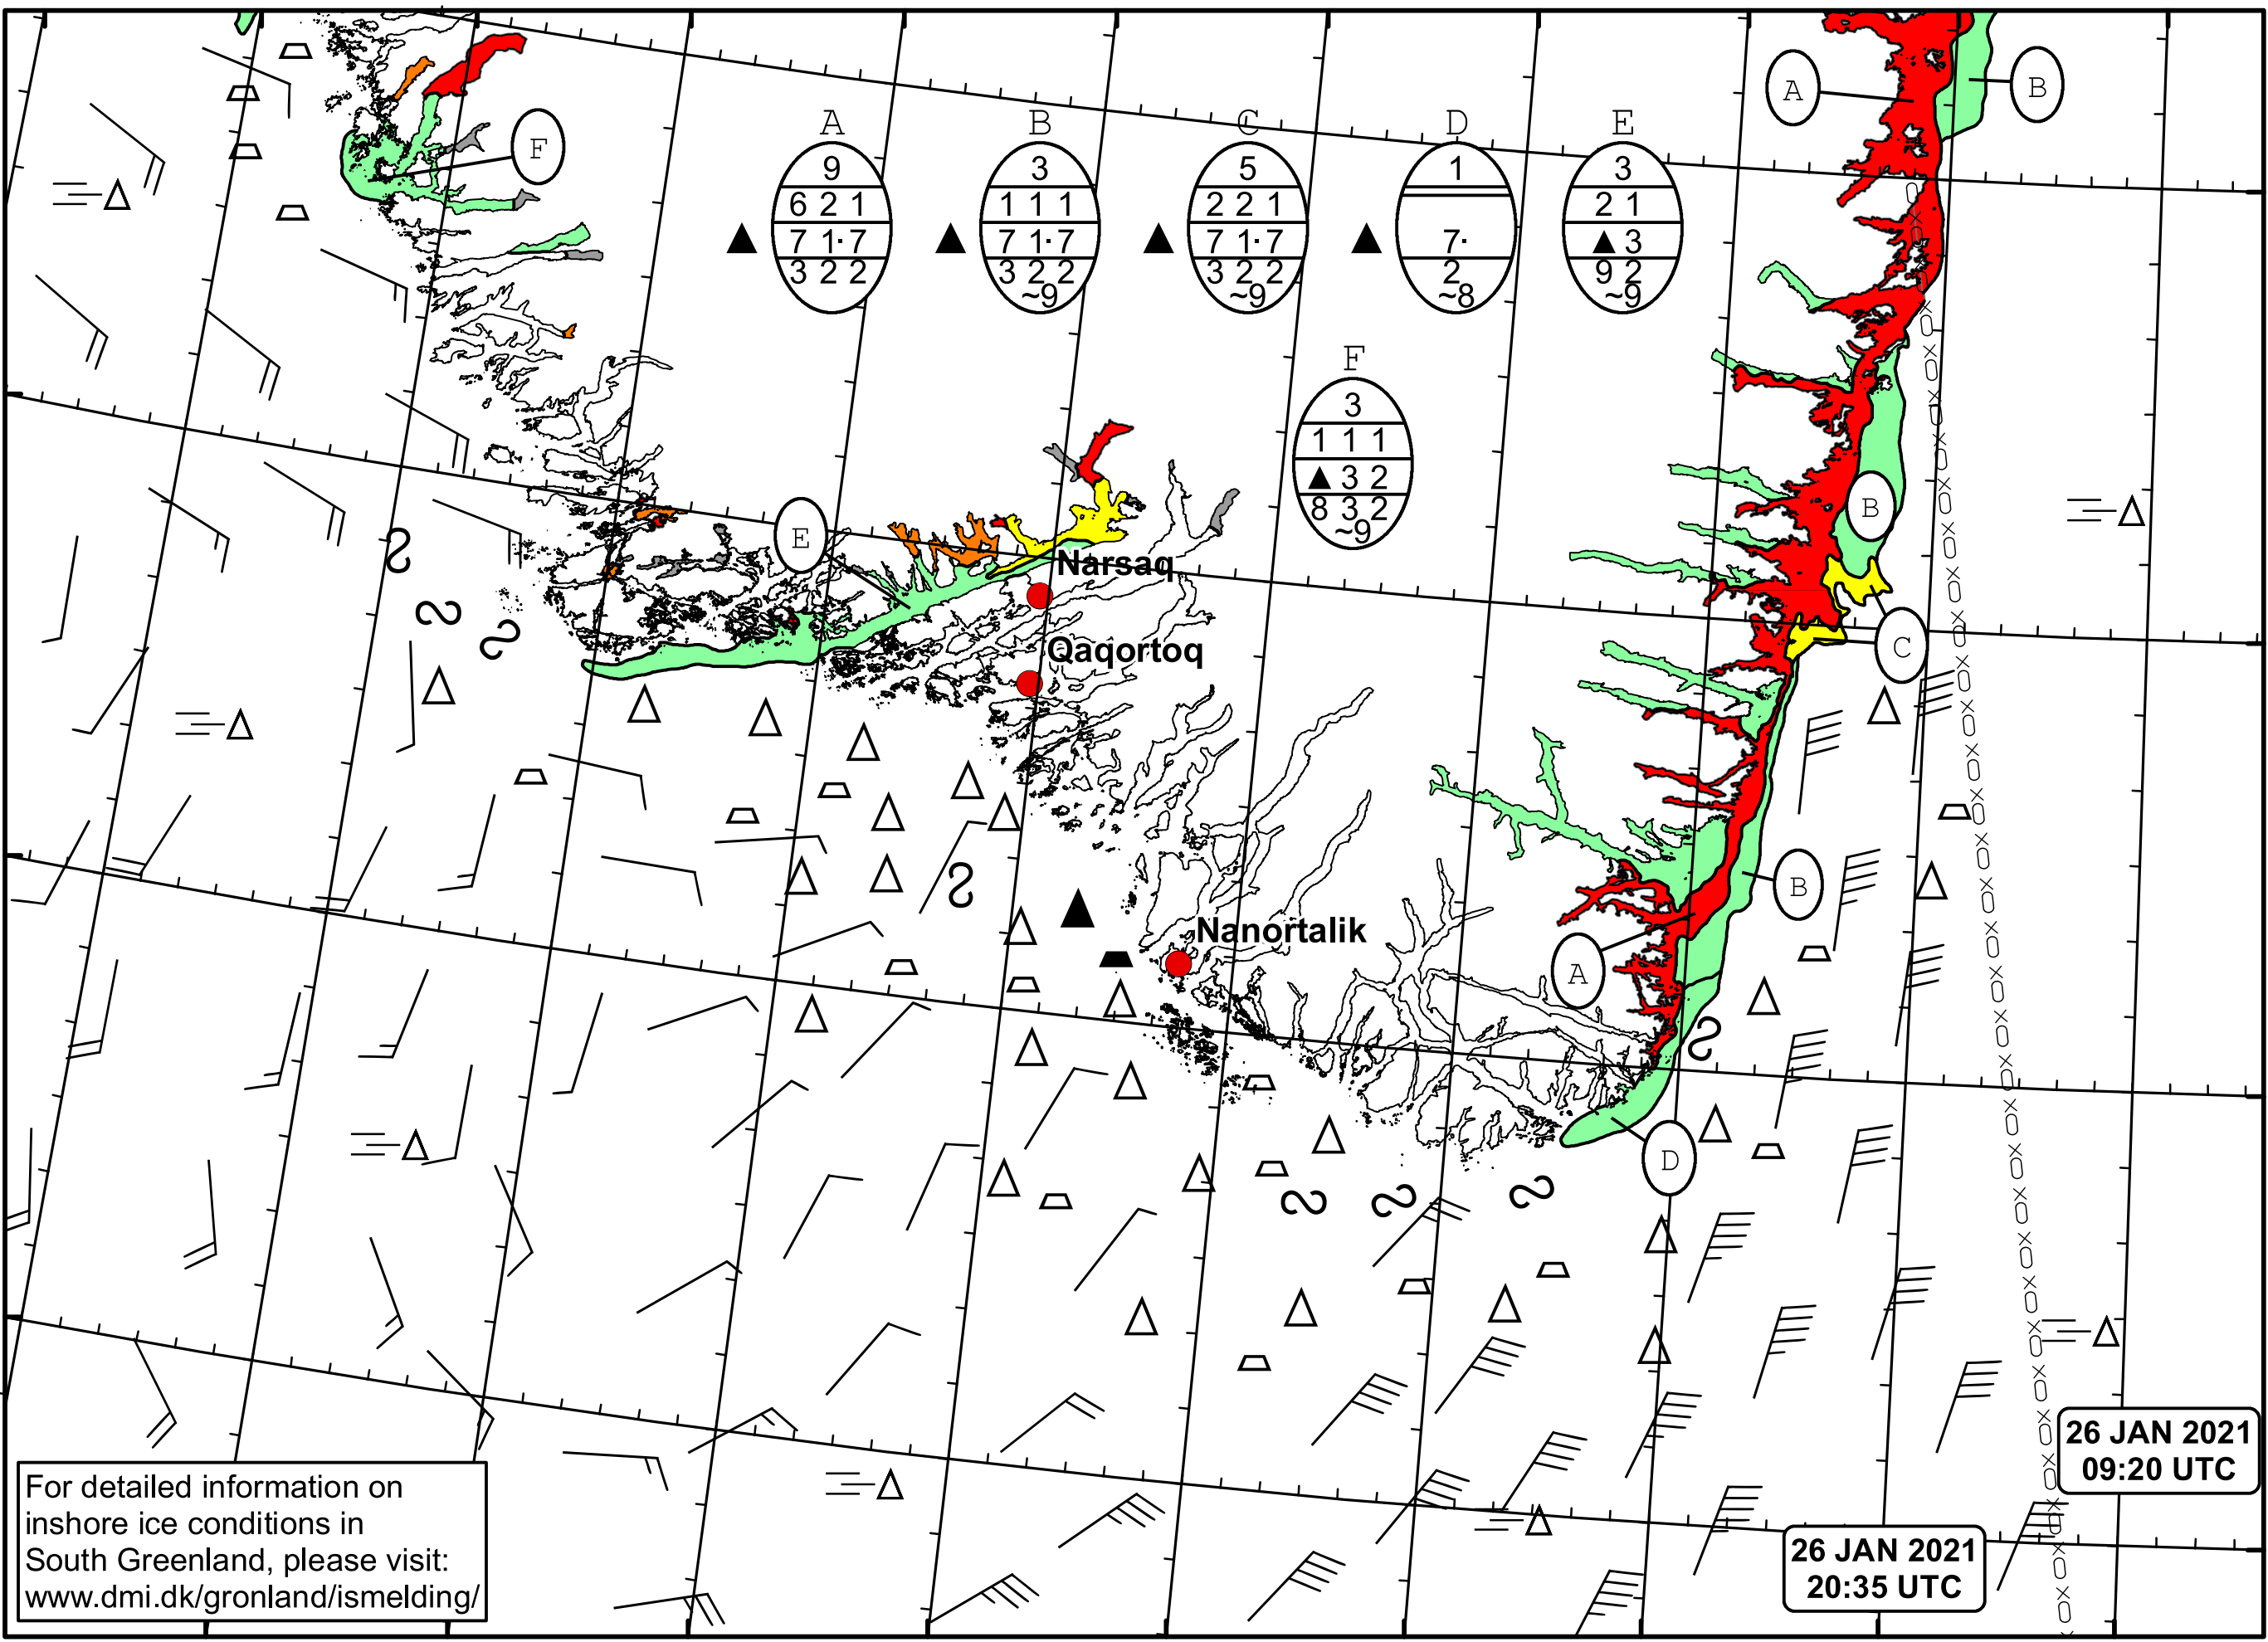 A
B
F
A
B
C
D
E
9
6 2 1
7 1· 7
3 2 2
3
1 1 1
7 1· 7
3 2 2
~9
5
2 2 1
7 1· 7
3 2 2
~9
1
7·
2
~8
3
2 1
▲ 3
9 2
~9
F
3
1 1 1
▲ 3 2
8 3 2
~9
B
E
Narsaq
Qaqortoq
C
B
Nanortalik
A
D
26 JAN 2021
09:20 UTC
For detailed information on
inshore ice conditions in
South Greenland, please visit:
www.dmi.dk/gronland/ismelding/
26 JAN 2021
20:35 UTC